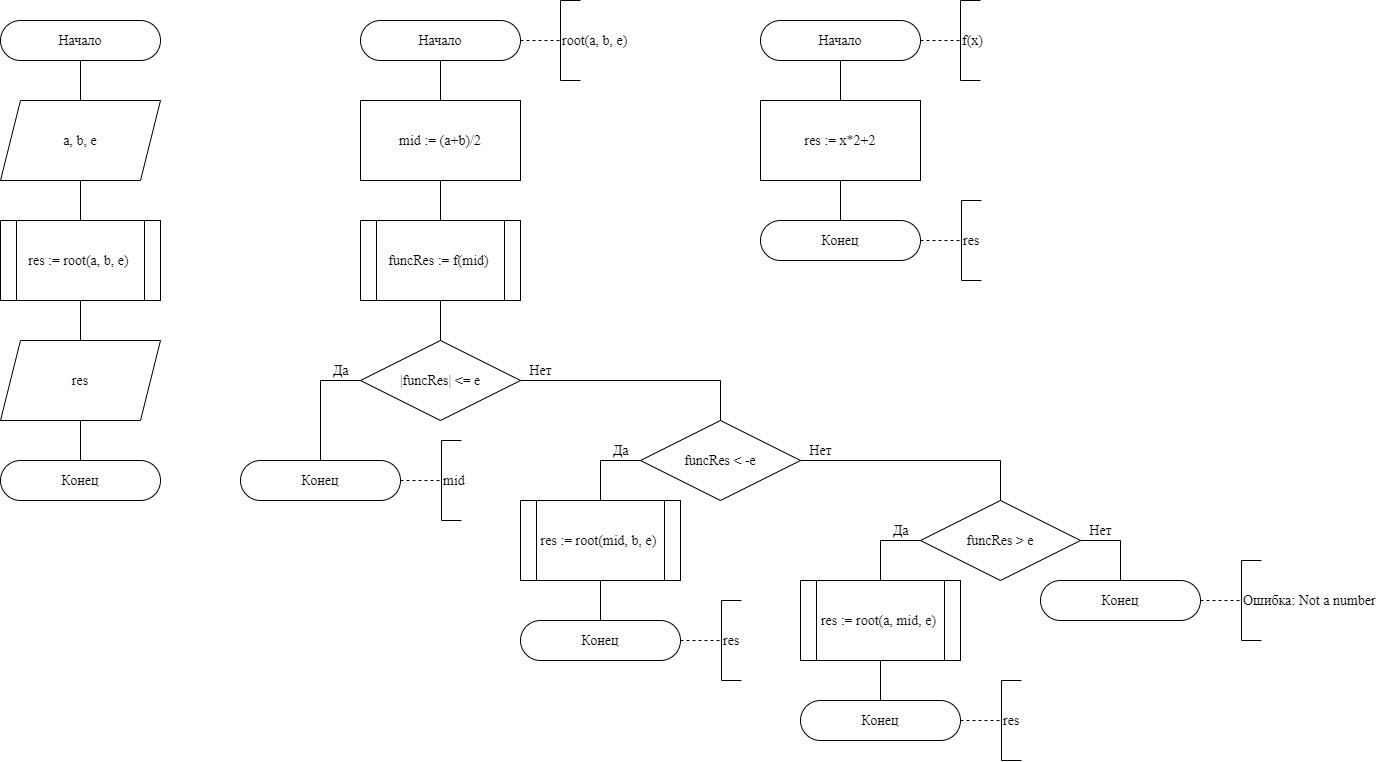 Начало
a, b, e
res := root(a, b, e)
res
Конец
Начало
root(a, b, e)
mid := (a+b)/2
funcRes := f(mid)
|funcRes| <= e
Да
Нет
Конец
mid
funcRes < -e
Да
Нет
res := root(mid, b, e)
Конец
res
funcRes > e
Да
Нет
res := root(a, mid, e)
Конец
res
Конец
Ошибка: Not a number
Начало
f(x)
res := x*2+2
Конец
res